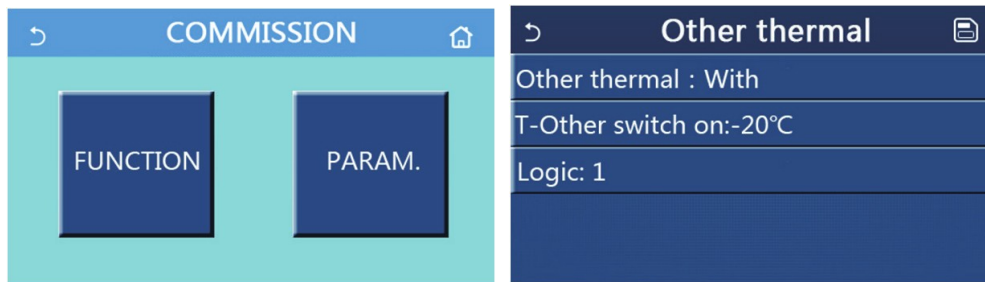 COMMISSION
FUNCTION
PARAM.
Other thermal
Other thermal : With
T-Other switch on:-20℃
Logic: 1